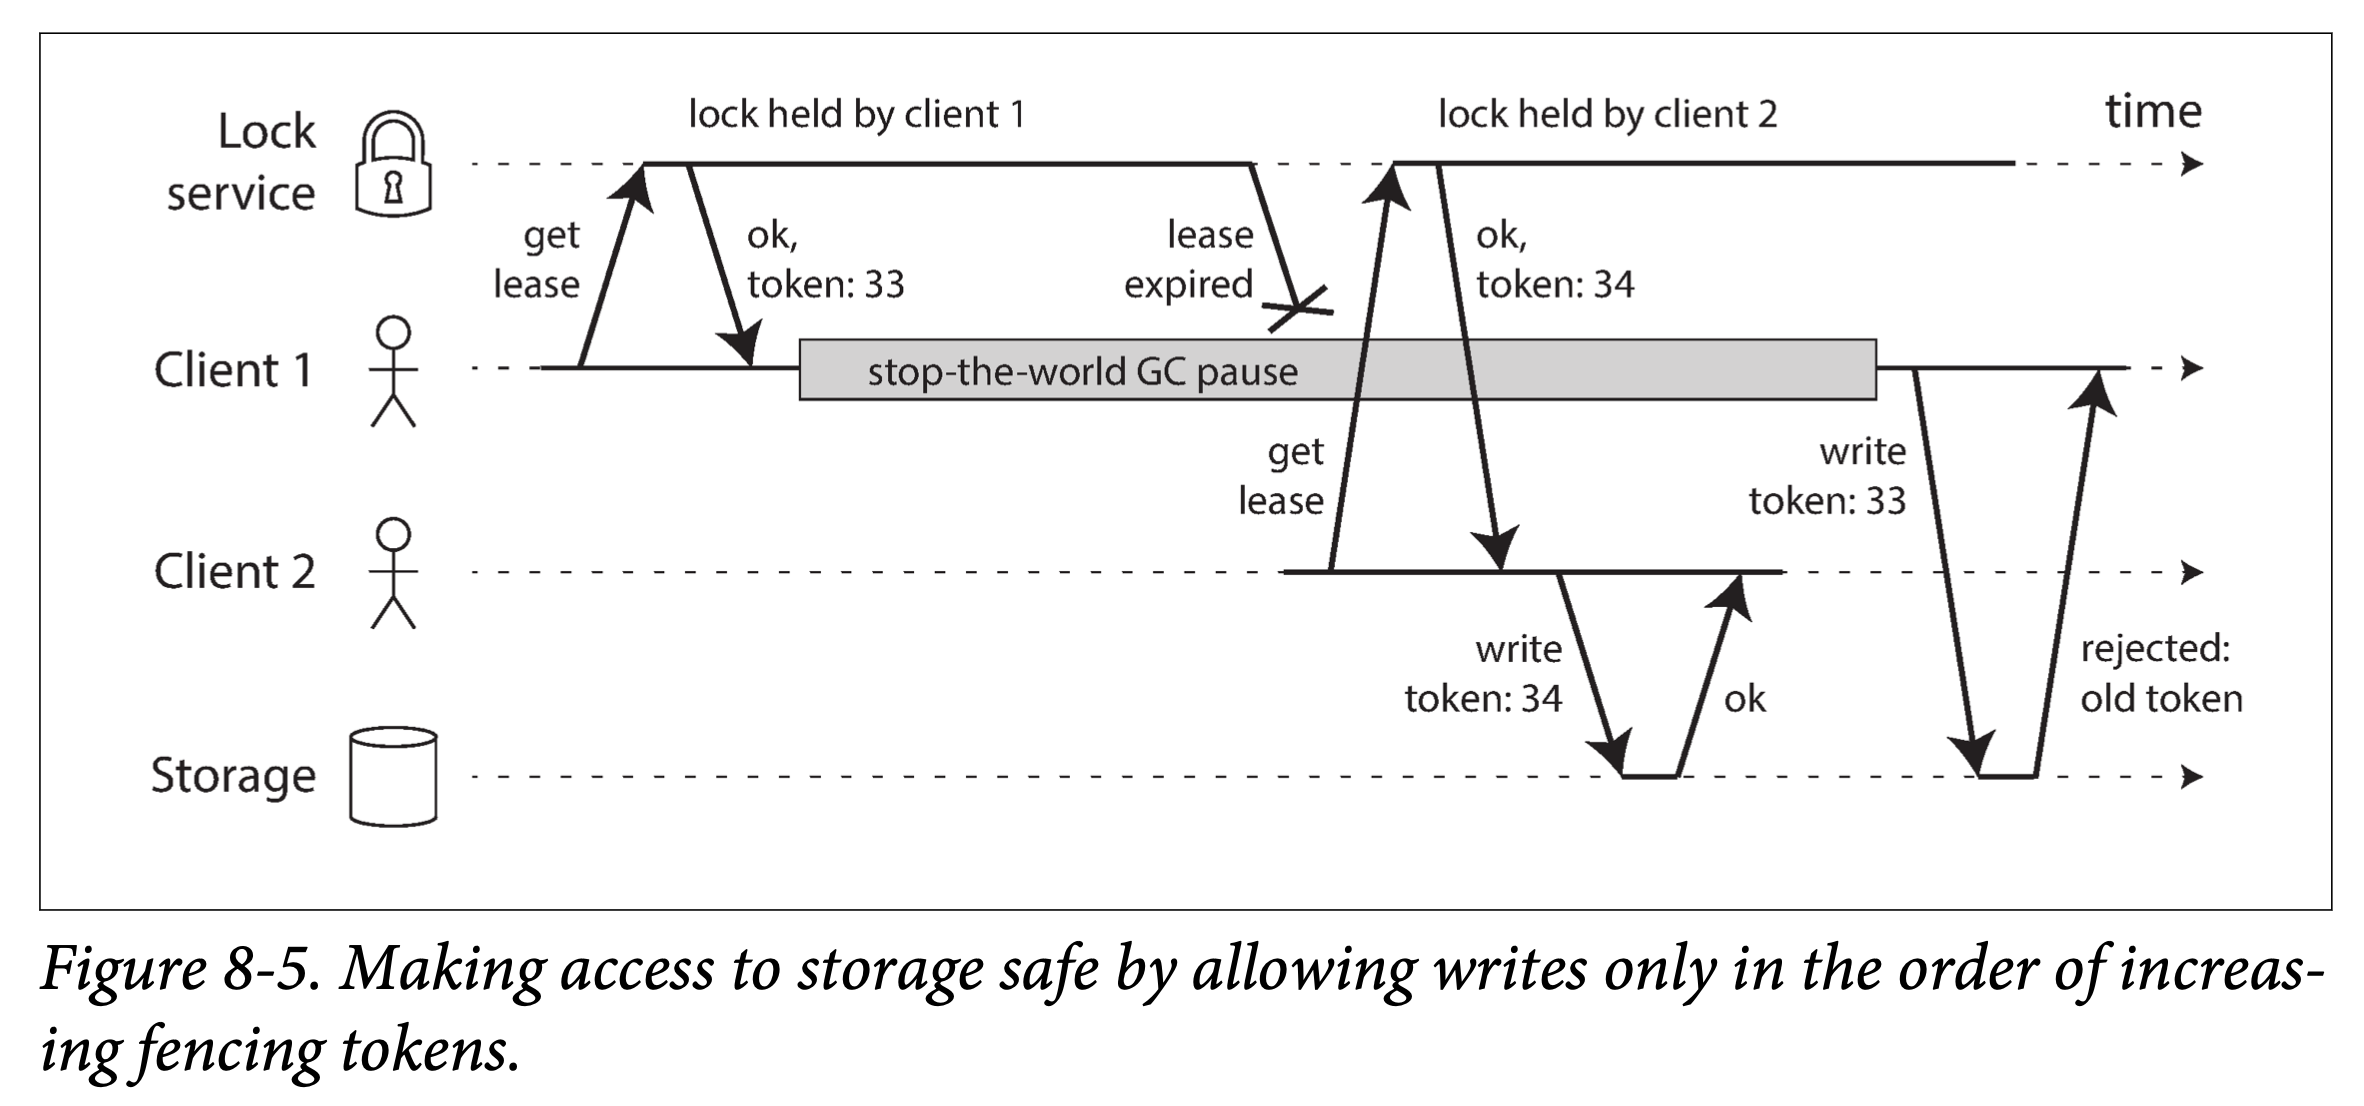 lock held by client 1
lock held by client 2
time
Lock
service
get
lease
ok,
token: 33
lease
expired
ok,
token: 34
Client 1
stop-the-world GC pause
get
lease
write
token: 33
Client 2
write
token: 34
ok
rejected:
old token
Storage
Figure 8-5. Making access to storage safe by allowing writes only in the order of increas-
ing fencing tokens.